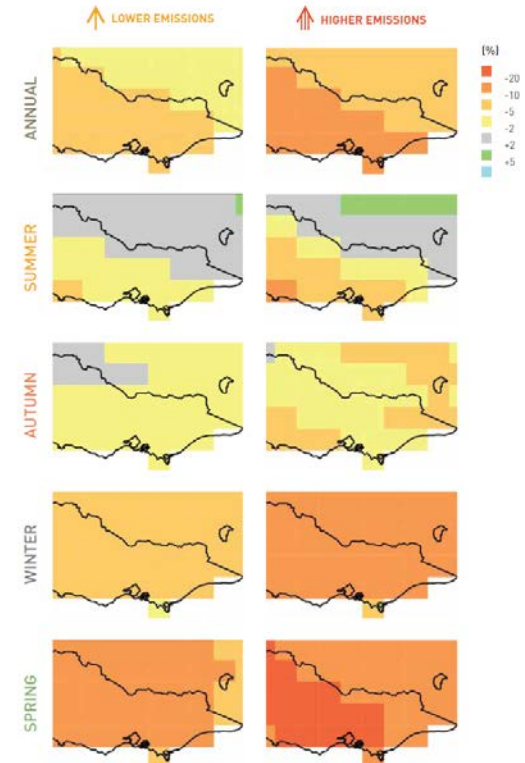 LOWER EMISSIONS
HIGHER EMISSIONS
(%)
-20
-10
-5
-2
+2
+5
ANNUAL
SUMMER
AUTUMN
WINTER
SPRING